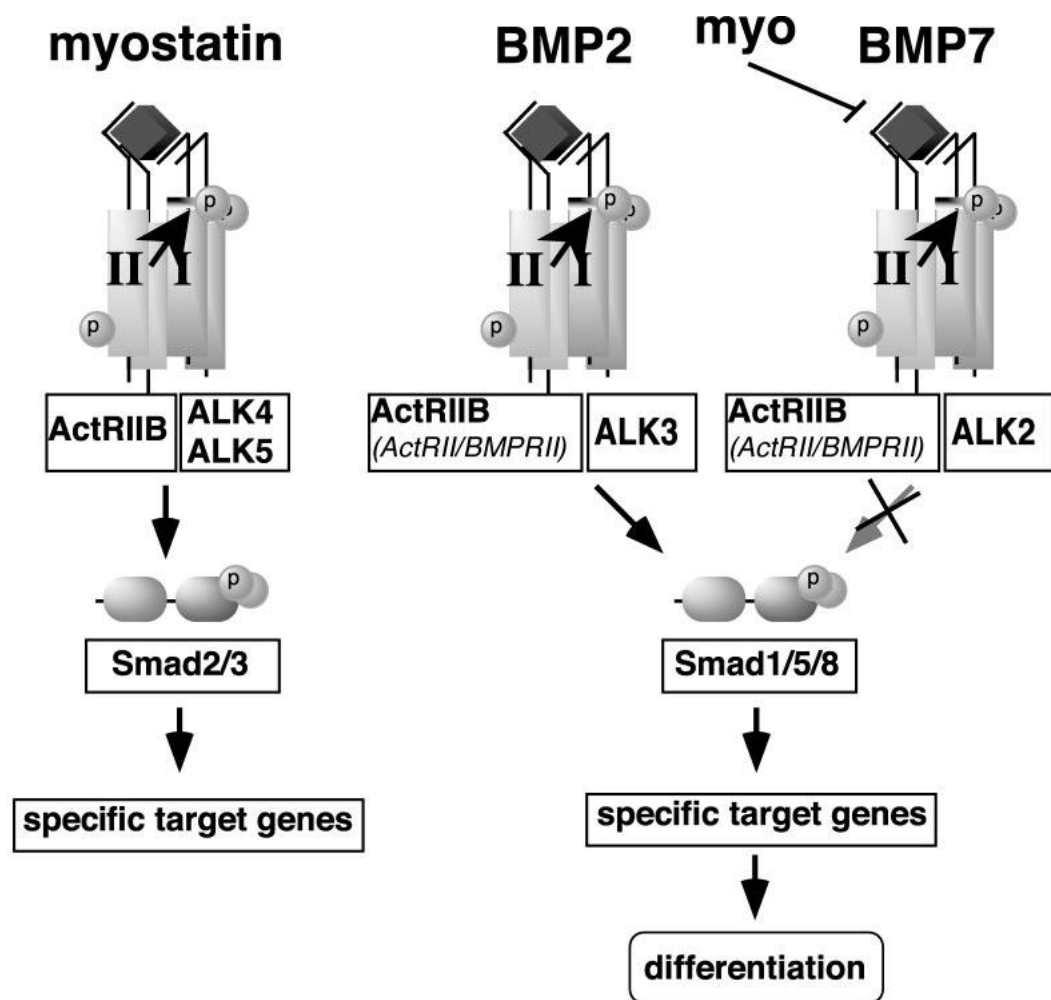 myostatin
BMP2
myo
BMP7
p
p
II
I
p
p
II
I
p
p
II
I
p
ActRIIB
ALK4
ALK5
ActRIIB
(ActRII/BMPRII)
ALK3
ActRIIB
(ActRII/BMPRII)
ALK2
p
Smad2/3
p
Smad1/5/8
specific target genes
specific target genes
differentiation